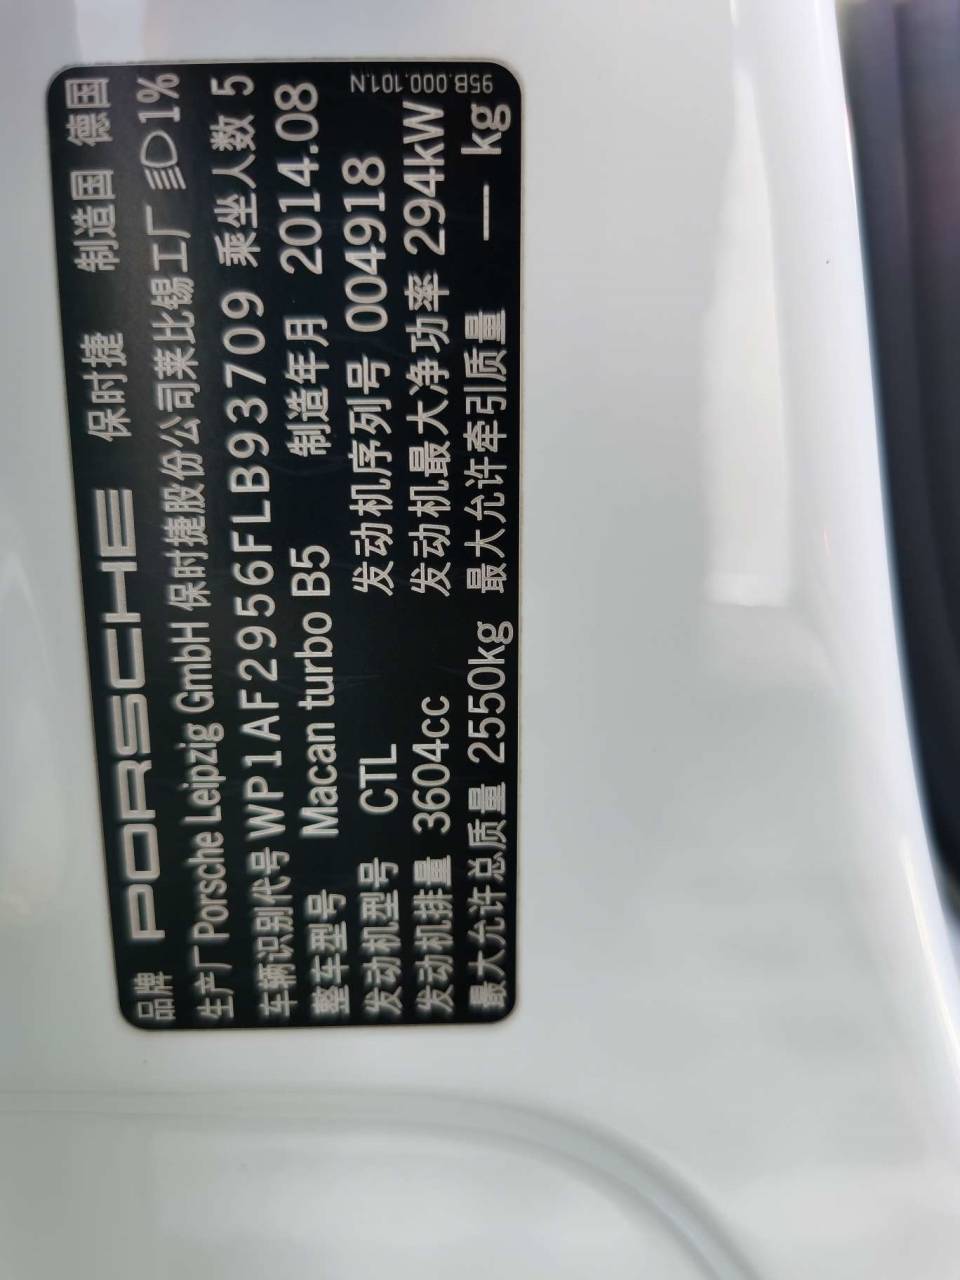 品牌 PORSCHE 保时捷 制造国 德国
生产厂 Porsche Leipzig GmbH 保时捷股份公司莱比锡工厂 1%
车辆识别代号 WP1AF2956FLB93709 乘坐人数 5
整车型号 Macan turbo B5 制造年月 2014.08
发动机型号 CTL 发动机序列号 004918
发动机排量 3604cc 发动机最大净功率 294kW
最大允许总质量 2550kg 最大允许牵引质量 — kg
95B.000.101.N